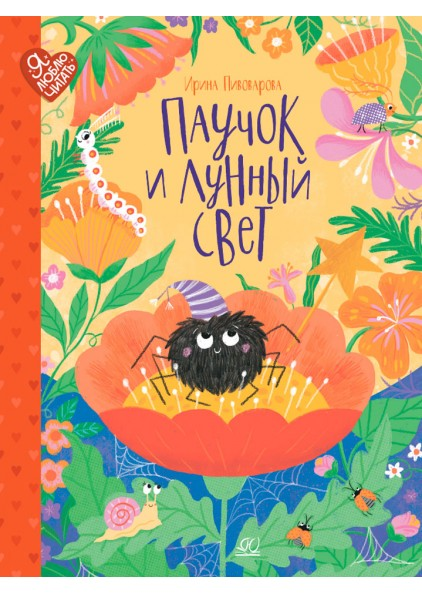 Я
ЛЮБЛЮ
ЧИТАТЬ
Ирина Пивоварова
ПАУЧОК
И ЛУННЫЙ
СВЕТ